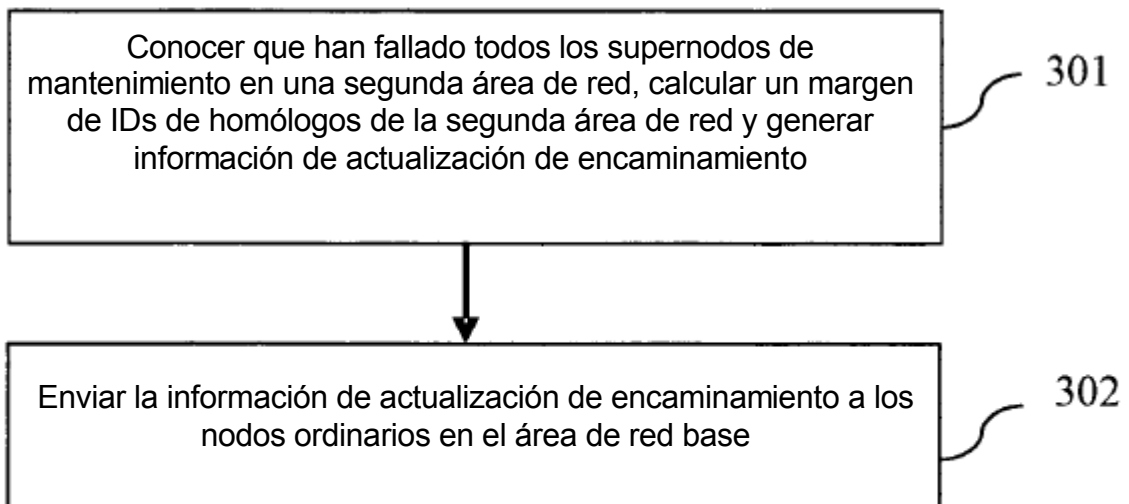 Conocer que han fallado todos los supernodos de
mantenimiento en una segunda área de red, calcular un margen
de IDs de homólogos de la segunda área de red y generar
información de actualización de encaminamiento
301
Enviar la información de actualización de encaminamiento a los
nodos ordinarios en el área de red base
302